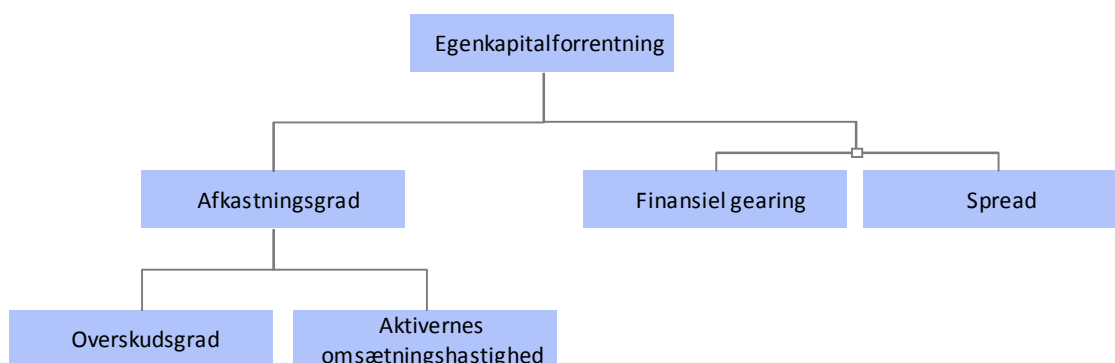 Egenkapitalforrentning
Afkastningsgrad
Finansiel gearing
Spread
Overskudsgrad
Aktivernes
omsætningshastighed